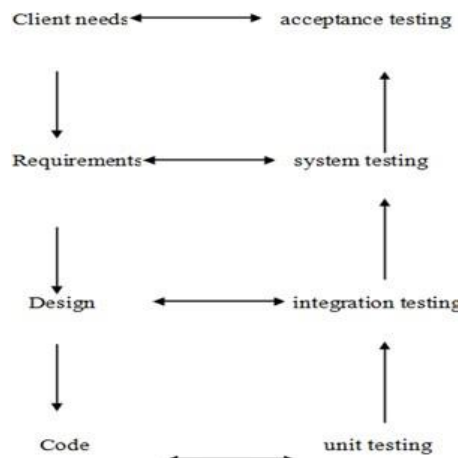 Client needs acceptance testing
Requirements system testing
Design integration testing
Code unit testing